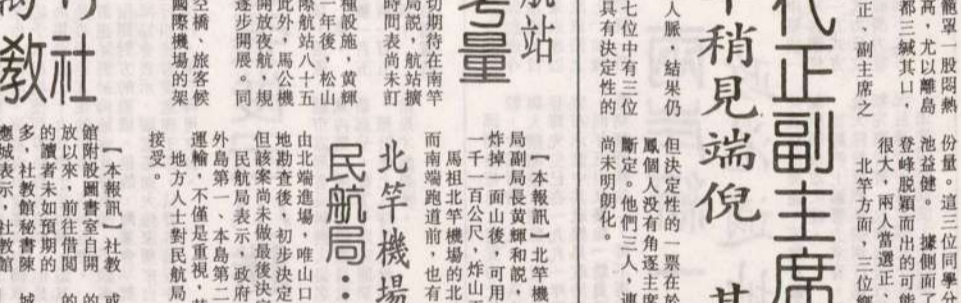 籠罩一股悶熱
高，尤以離島
都三緘其口，
正、副主席之
份量。這三位同學分
池益健。　據側面了
登峰脱穎而出的可
很大，兩人當選正
北竿方面，三位鄉
代正副主席
稍見端倪　其
人脈，結果仍
七位中有三位
具有決定性的
但決定性的一票在於
鳳個人没有角逐主席
斷定。他們三人，連
尚未明朗化。
航站
考量
切期待在南竿
局說，航站擴
時間表尚未訂
種設施，黃輝
一年後，松山
際航站八十五
此外，馬公機
開放夜航，規
逐步開展。同
空橋、旅客候
國際機場的架
【本報訊】北竿機
局副局長黃輝和說，
炸掉一面山後，可用
一千一百公尺，炸山
馬祖北竿機場的北
而南端跑道前，也有
北竿機場
民航局：
由北端進場，唯山口
地勘查後，初步決定
但該案尚未做最後決
民航局表示，政府
外島第一、本島第二
運輸，不僅是重視，
地方人士對民航局
接受。
社
教
【本報訊】社教
館附設圖書室自開
放以來，前往借閱
的讀者未如預期的
多，社教館秘書陳
應城表示，社教館